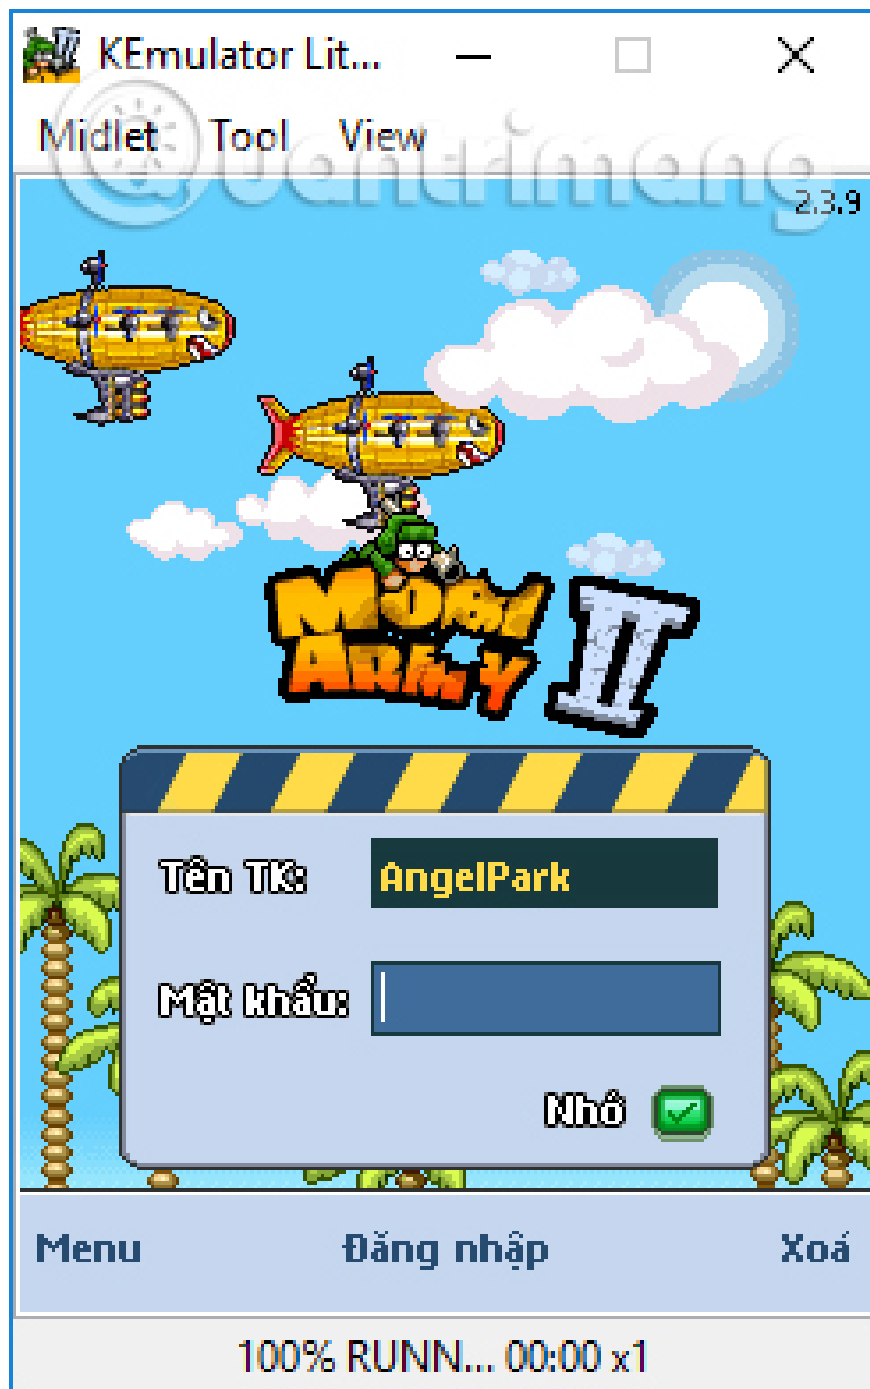 KEmulator Lit...
Midlet Tool View
Quantrimang
2.3.9
MOBI
ARMY II
Tên TK: AngelPark
Mật khẩu:
Nhớ
Menu Đăng nhập Xoá
100% RUNN... 00:00 x1